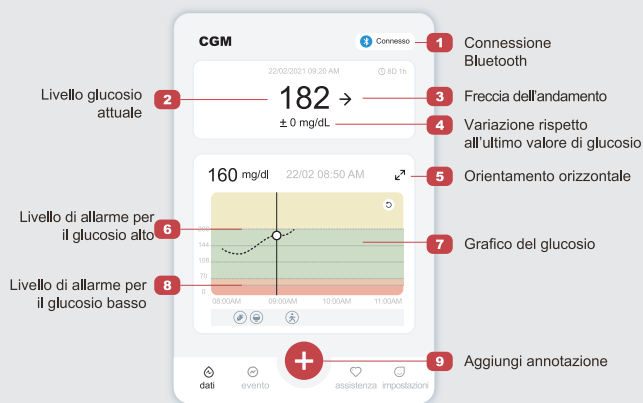 CGM
Connesso
1
Connessione
Bluetooth
22/02/2021 09:20 AM
8D 1h
Livello glucosio
attuale
2
182 →
3
Freccia dell'andamento
± 0 mg/dL
4
Variazione rispetto
all'ultimo valore di glucosio
160 mg/dl
22/02 08:50 AM
5
Orientamento orizzontale
Livello di allarme per
il glucosio alto
6
144
108
70
0
7
Grafico del glucosio
Livello di allarme per
il glucosio basso
8
08:00AM 09:00AM 10:00AM 11:00AM
9
Aggiungi annotazione
dati evento assistenza impostazioni